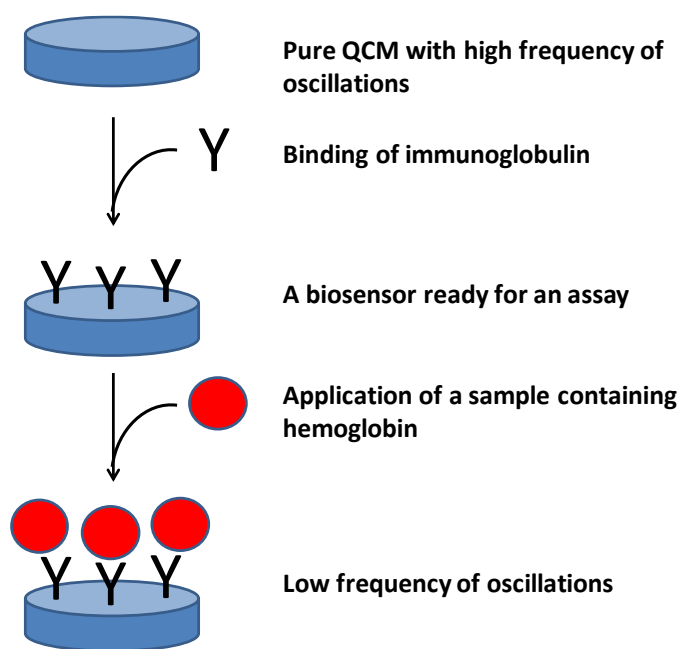 Pure QCM with high frequency of
oscillations
Binding of immunoglobulin
A biosensor ready for an assay
Application of a sample containing
hemoglobin
Low frequency of oscillations